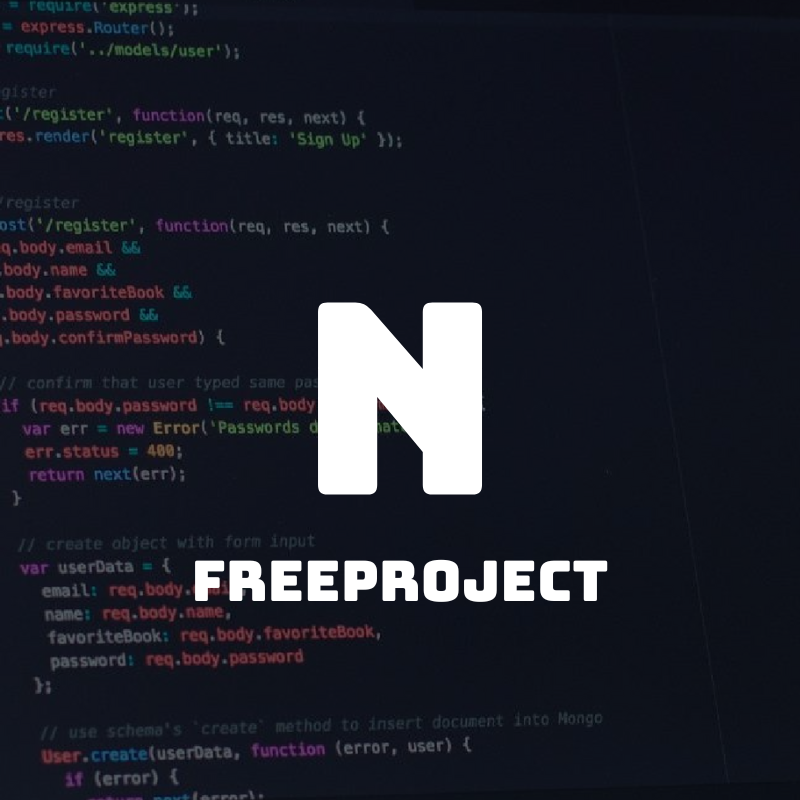 = require('express');
= express.Router();
require('../models/user');
gister
('/register', function(req, res, next) {
res.render('register', { title: 'Sign Up' });
/register
ost('/register', function(req, res, next) {
q.body.email &&
.body.name &&
.body.favoriteBook &&
.body.password &&
.body.confirmPassword) {
// confirm that user typed same pas
if (req.body.password !== req.body
var err = new Error('Passwords d
err.status = 400;
return next(err);
}
// create object with form input
var userData = {
email: req.body.
name: req.body.name,
favoriteBook: req.body.favoriteBook,
password: req.body.password
};
// use schema's `create` method to insert document into Mongo
User.create(userData, function (error, user) {
if (error) {
return next(error);
N
FREEPROJECT